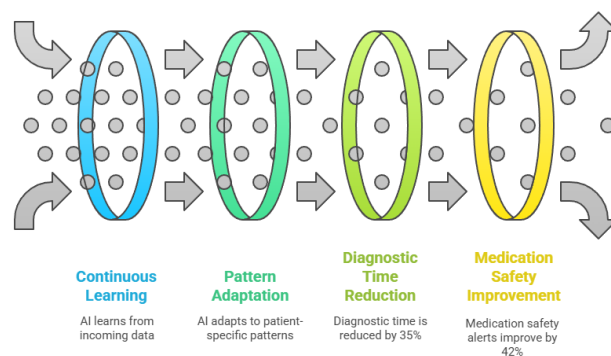 Continuous
Learning
AI learns from
incoming data
Pattern
Adaptation
AI adapts to patient-
specific patterns
Diagnostic
Time
Reduction
Diagnostic time is
reduced by 35%
Medication
Safety
Improvement
Medication safety
alerts improve by
42%